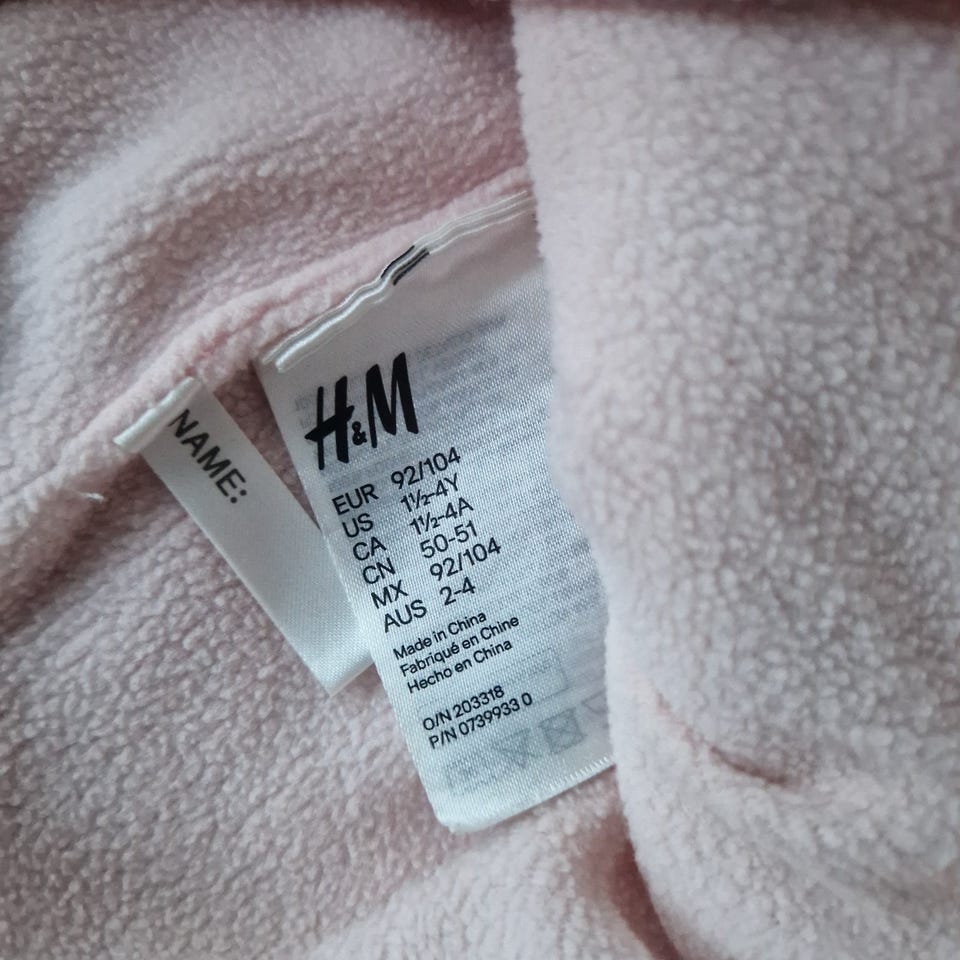 NAME:
H&M
EUR 92/104
US 1½-4Y
CA 1½-4A
CN 50-51
MX 92/104
AUS 2-4
Made in China
Fabriqué en Chine
Hecho en China
O/N 203318
P/N 0739933 0